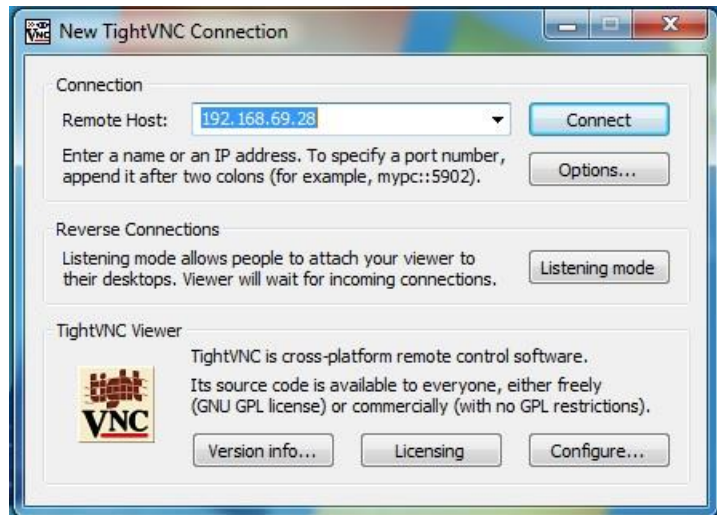 New TightVNC Connection
Connection
Remote Host: 192.168.69.28 Connect
Enter a name or an IP address. To specify a port number,
append it after two colons (for example, mypc::5902). Options...
Reverse Connections
Listening mode allows people to attach your viewer to
their desktops. Viewer will wait for incoming connections. Listening mode
TightVNC Viewer
TightVNC is cross-platform remote control software.
Its source code is available to everyone, either freely
(GNU GPL license) or commercially (with no GPL restrictions).
tight
VNC
Version info... Licensing Configure...